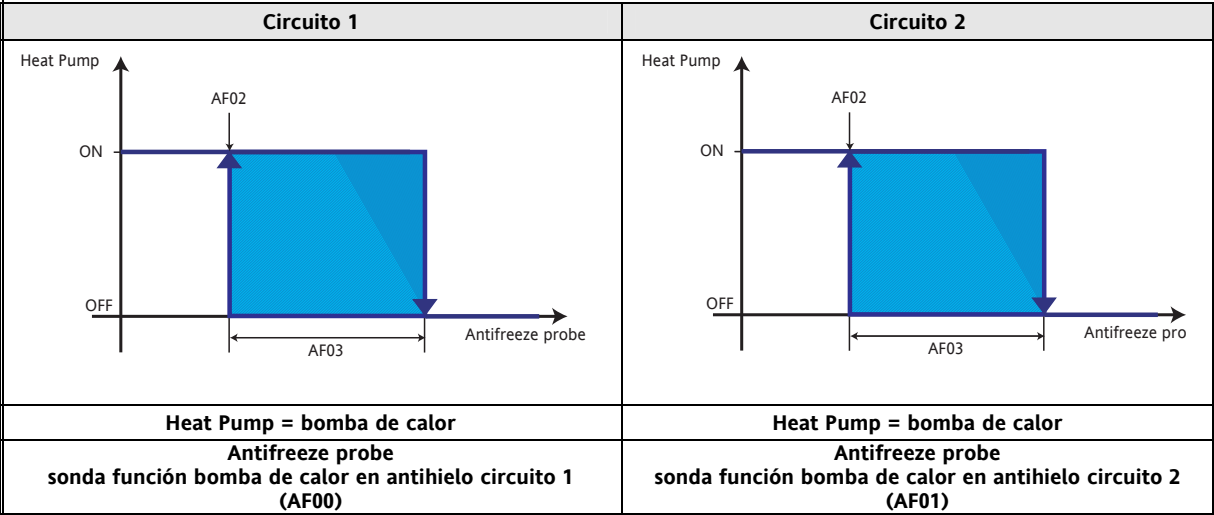 Circuito 1
Circuito 2
Heat Pump
AF02
ON
OFF
Antifreeze probe
AF03
Heat Pump
AF02
ON
OFF
Antifreeze pro
AF03
Heat Pump = bomba de calor
Heat Pump = bomba de calor
Antifreeze probe
sonda función bomba de calor en antihielo circuito 1
(AF00)
Antifreeze probe
sonda función bomba de calor en antihielo circuito 2
(AF01)